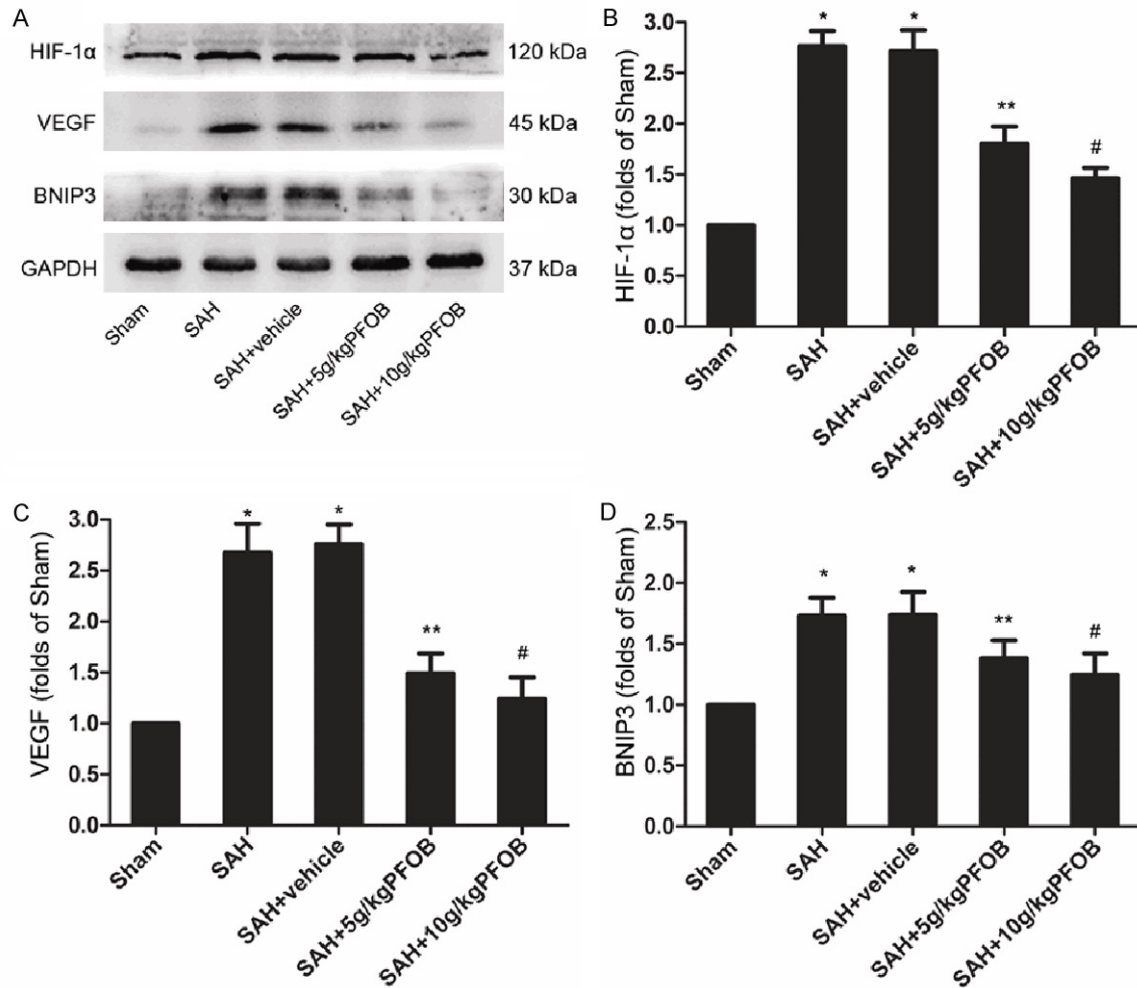 A
HIF-1α 120 kDa
VEGF 45 kDa
BNIP3 30 kDa
GAPDH 37 kDa
Sham
SAH
SAH+vehicle
SAH+5g/kgPFOB
SAH+10g/kgPFOB
B
HIF-1α (folds of Sham)
3.0
2.5
2.0
1.5
1.0
0.5
0.0
*
*
**
#
Sham
SAH
SAH+vehicle
SAH+5g/kgPFOB
SAH+10g/kgPFOB
C
VEGF (folds of Sham)
3.0
2.5
2.0
1.5
1.0
0.5
0.0
*
*
**
#
Sham
SAH
SAH+vehicle
SAH+5g/kgPFOB
SAH+10g/kgPFOB
D
BNIP3 (folds of Sham)
2.5
2.0
1.5
1.0
0.5
0.0
*
*
**
#
Sham
SAH
SAH+vehicle
SAH+5g/kgPFOB
SAH+10g/kgPFOB